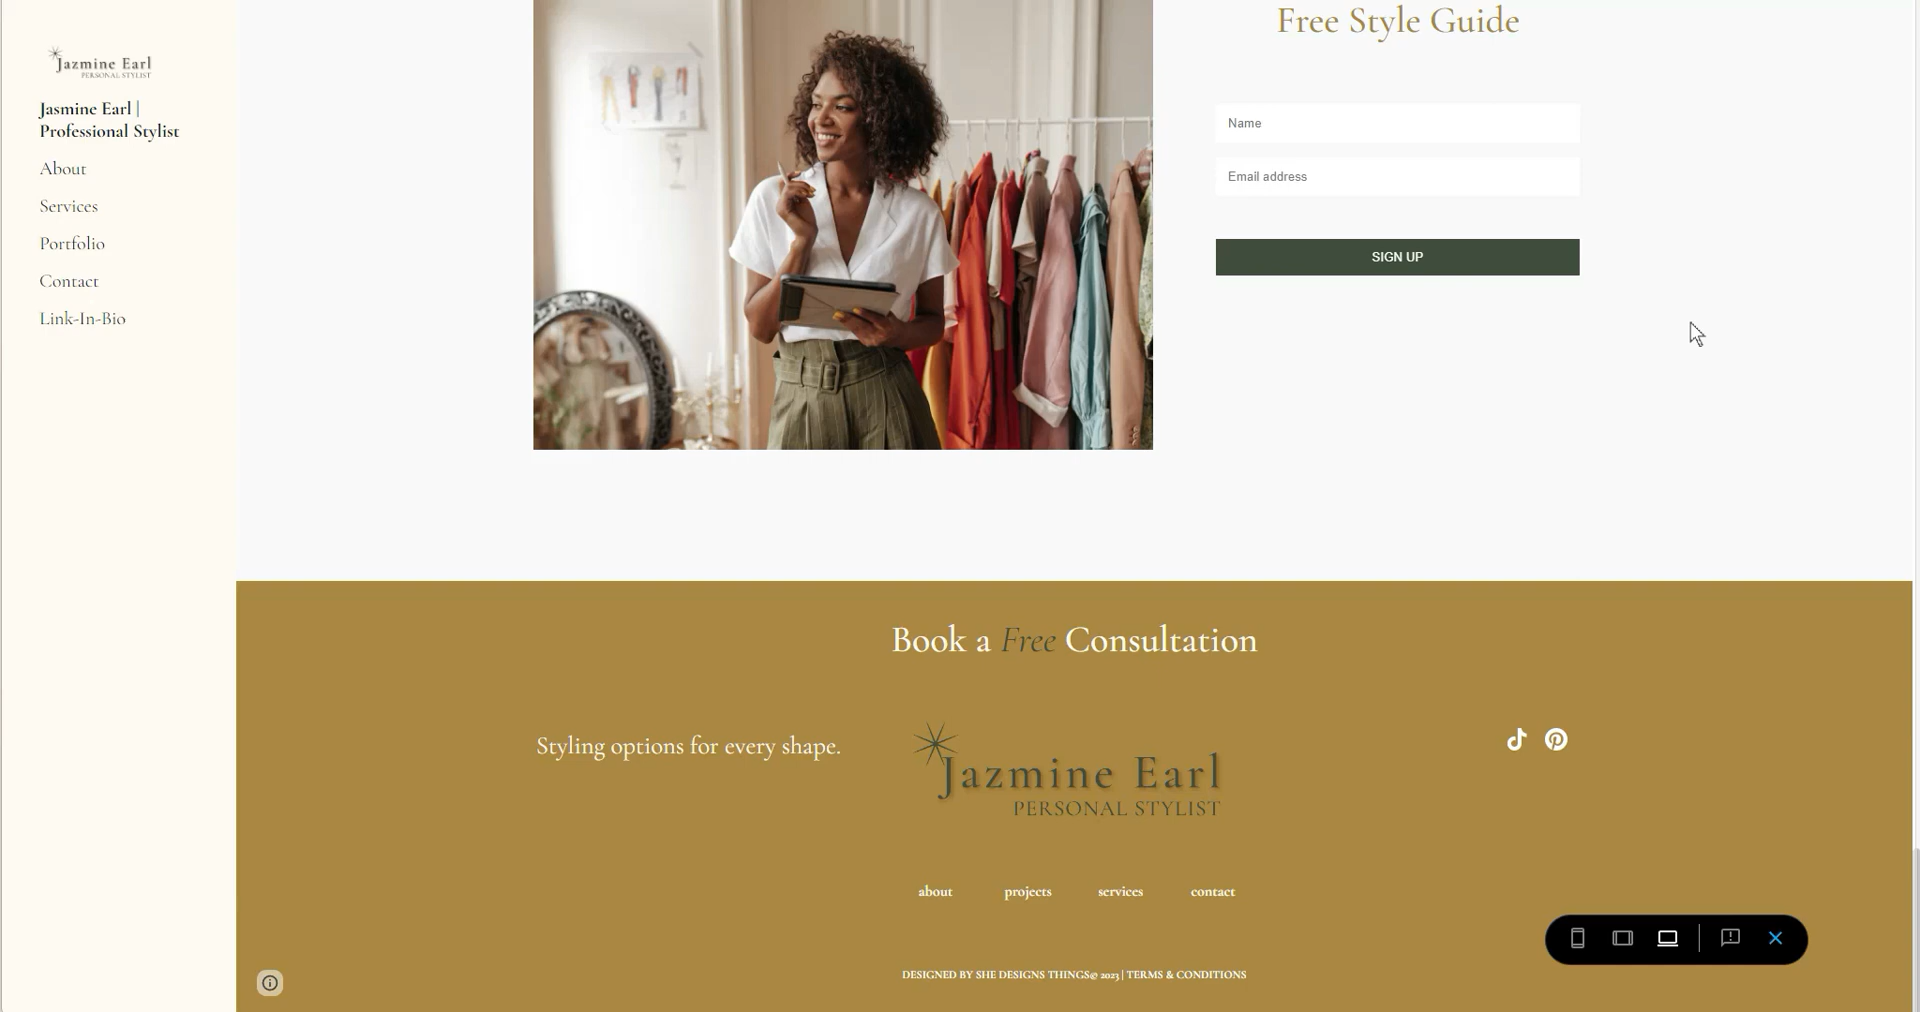 Jazmine Earl
PERSONAL STYLIST
Jasmine Earl |
Professional Stylist
About
Services
Portfolio
Contact
Link-In-Bio
Free Style Guide
Name
Email address
SIGN UP
Book a Free Consultation
Styling options for every shape.
Jazmine Earl
PERSONAL STYLIST
about projects services contact
DESIGNED BY SHE DESIGNS THINGS@ 2023 | TERMS & CONDITIONS